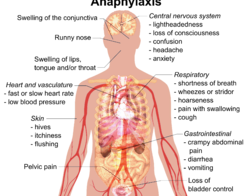 Anaphylaxis
Swelling of the conjunctiva
Runny nose
Swelling of lips,
tongue and/or throat
Heart and vasculature
- fast or slow heart rate
- low blood pressure
Skin
- hives
- itchiness
- flushing
Pelvic pain
Central nervous system
- lightheadedness
- loss of consciousness
- confusion
- headache
- anxiety
Respiratory
- shortness of breath
- wheezes or stridor
- hoarseness
- pain with swallowing
- cough
Gastrointestinal
- crampy abdominal
pain
- diarrhea
- vomiting
Loss of
bladder control